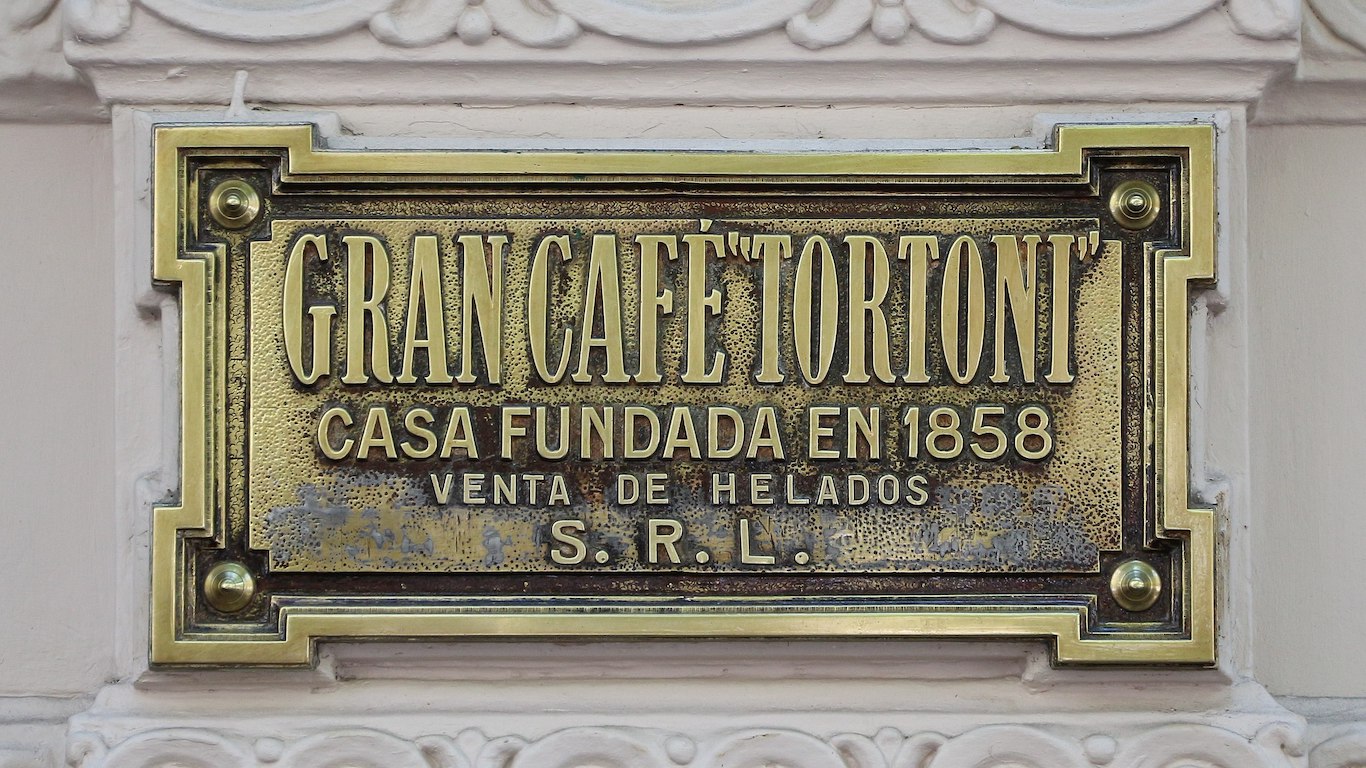 GRAN CAFÉ "TORTONI"
CASA FUNDADA EN 1858
VENTA DE HELADOS
S. R. L.